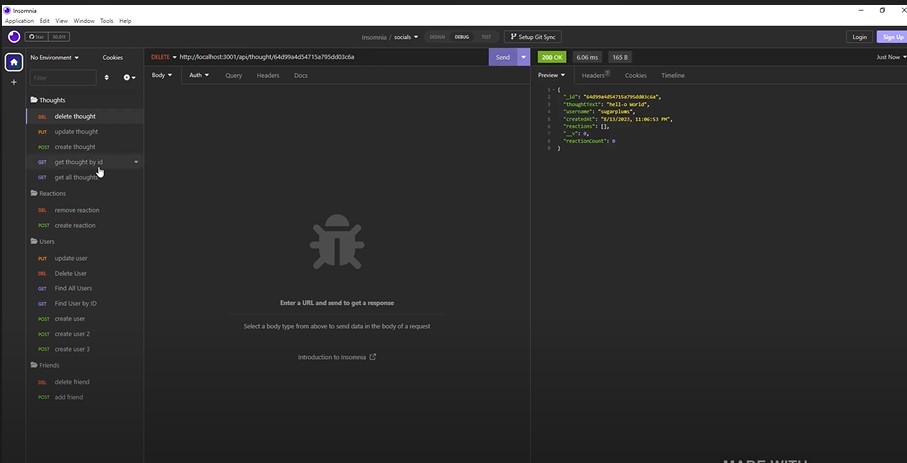 Insomnia
Application Edit View Window Tools Help
Star
Insomnia / socials DESIGN DEBUG TEST Setup Git Sync Login Sign Up
No Environment Cookies
DELETE http://localhost:3001/api/thought/64d99a4d54715a795dd03c6a Send 200 OK 6.06 ms 165 B Just Now
Filter
Body Auth Query Headers Docs Preview Headers 7 Cookies Timeline
Thoughts
DEL delete thought
PUT update thought
POST create thought
GET get thought by id
GET get all thoughts
Reactions
DEL remove reaction
POST create reaction
Users
PUT update user
DEL Delete User
GET Find All Users
GET Find User by ID
POST create user
POST create user 2
POST create user 3
Friends
DEL delete friend
POST add friend
Enter a URL and send to get a response
Select a body type from above to send data in the body of a request
Introduction to Insomnia
1 {
2 "_id": "64d99a4d54715a795dd03c6a",
3 "thoughtText": "hell-o World",
4 "username": "sugarplums",
5 "createdAt": "8/13/2023, 11:06:53 PM",
6 "reactions": [],
7 "__v": 0,
8 "reactionCount": 0
9 }
MADE WITH